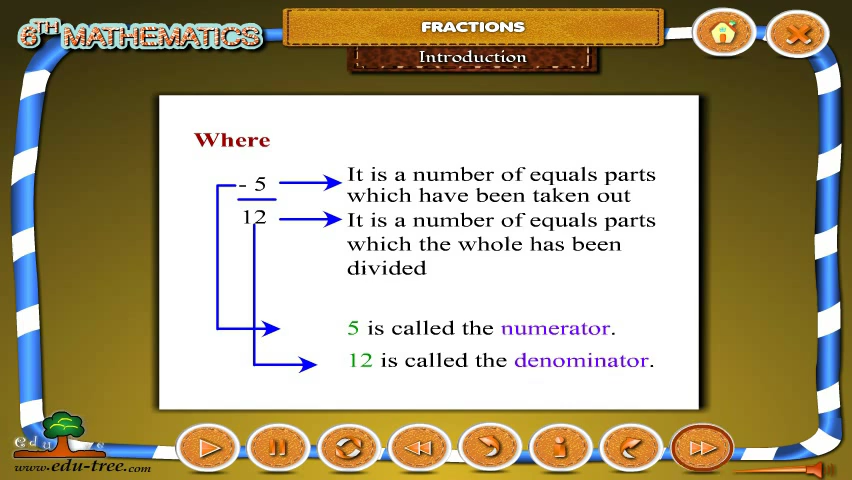 6TH MATHEMATICS
FRACTIONS
Introduction
Where
- 5
12
It is a number of equals parts
which have been taken out
It is a number of equals parts
which the whole has been
divided
5 is called the numerator.
12 is called the denominator.
www.edu-tree.com